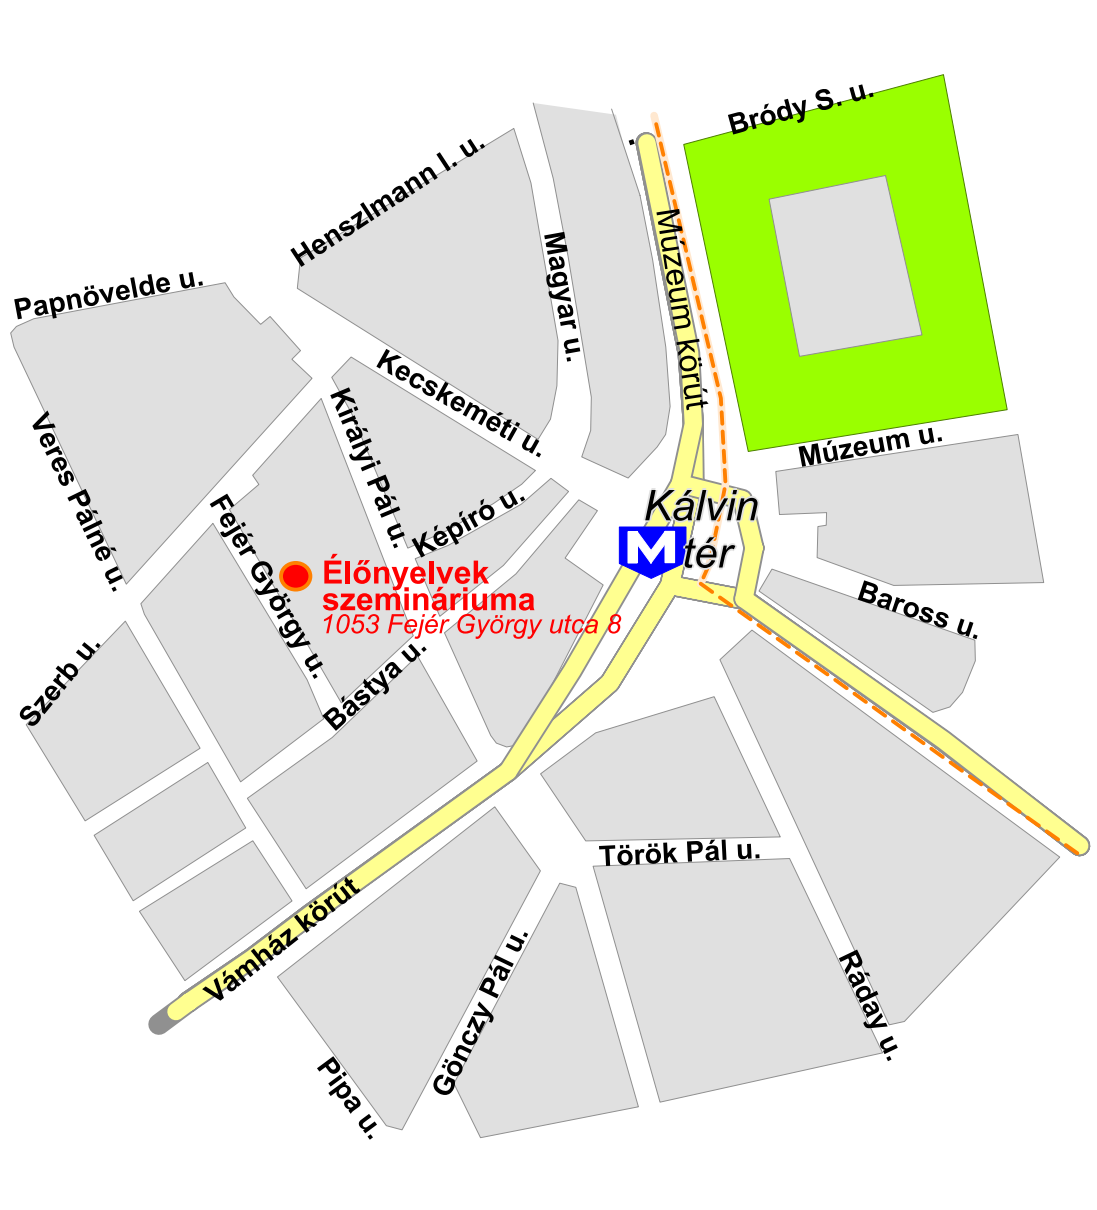 Bródy S. u.
Henszlmann I. u.
Magyar u.
Múzeum körút
Papnövelde u.
Kecskeméti u.
Királyi Pál u.
Veres Pálné u.
Múzeum u.
Képíró u.
Fejér György u.
Kálvin
tér
M
Élőnyelvek
szemináriuma
1053 Fejér György utca 8
Baross u.
Szerb u.
Bástya u.
Török Pál u.
Vámház körút
Gönczy Pál u.
Ráday u.
Pipa u.